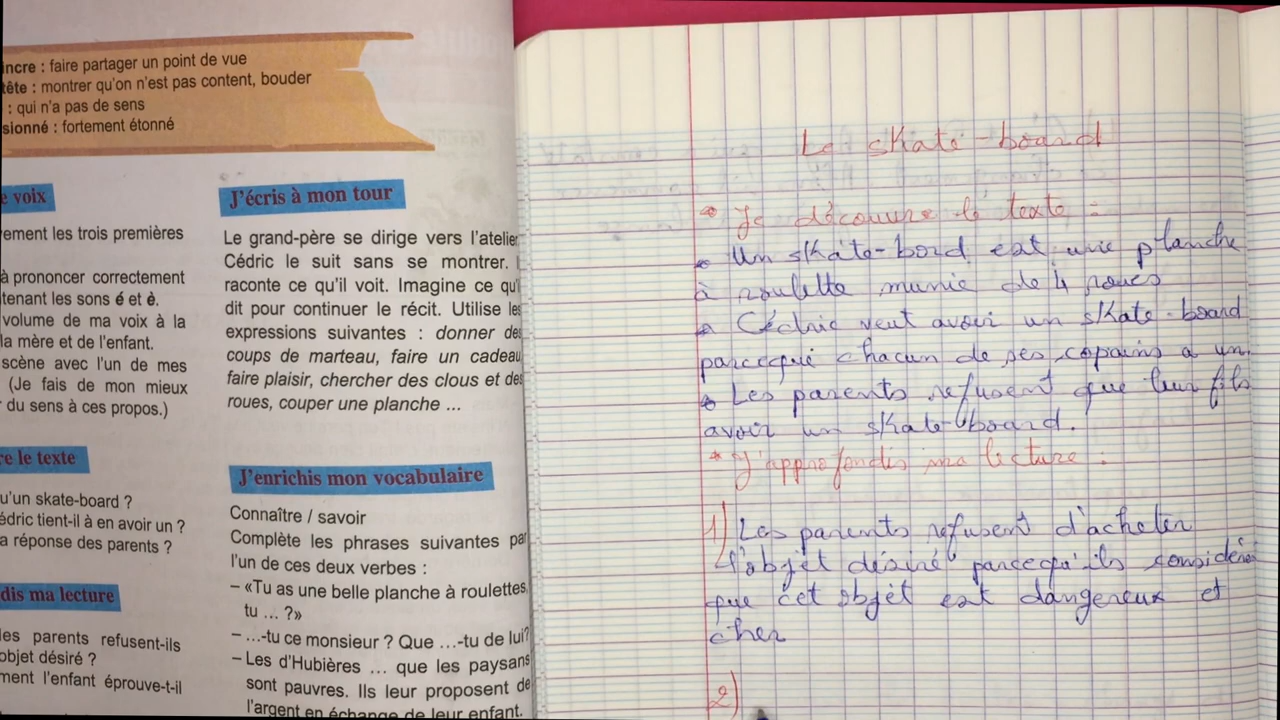 incre : faire partager un point de vue
tête : montrer qu'on n'est pas content, bouder
: qui n'a pas de sens
sionné : fortement étonné
e voix
ement les trois premières
à prononcer correctement
tenant les sons é et è.
volume de ma voix à la
la mère et de l'enfant.
scène avec l'un de mes
(Je fais de mon mieux
du sens à ces propos.)
re le texte
u'un skate-board ?
édric tient-il à en avoir un ?
a réponse des parents ?
dis ma lecture
les parents refusent-ils
objet désiré ?
ment l'enfant éprouve-t-il
J'écris à mon tour
Le grand-père se dirige vers l'atelier
Cédric le suit sans se montrer.
raconte ce qu'il voit. Imagine ce qu'
dit pour continuer le récit. Utilise les
expressions suivantes : donner des
coups de marteau, faire un cadeau
faire plaisir, chercher des clous et des
roues, couper une planche ...
J'enrichis mon vocabulaire
Connaître / savoir
Complète les phrases suivantes par
l'un de ces deux verbes :
– «Tu as une belle planche à roulettes,
tu ... ?»
– ...-tu ce monsieur ? Que ...-tu de lui?
– Les d'Hubières ... que les paysans
sont pauvres. Ils leur proposent de
l'argent en échange de leur enfant.
Le skate-board
* Je découvre le texte :
Un skate-bord est une planche
à roulette munie de 4 roues
Cédric veut avoir un skate-board
parceque chacun de ses copains a un.
Les parents refusent que leur fils
avoir un skate-board.
* J'approfondis ma lecture :
1) Les parents refusent d'acheter
l'objet désiré parcequ'ils
que cet objet est dangereux et
cher
2)